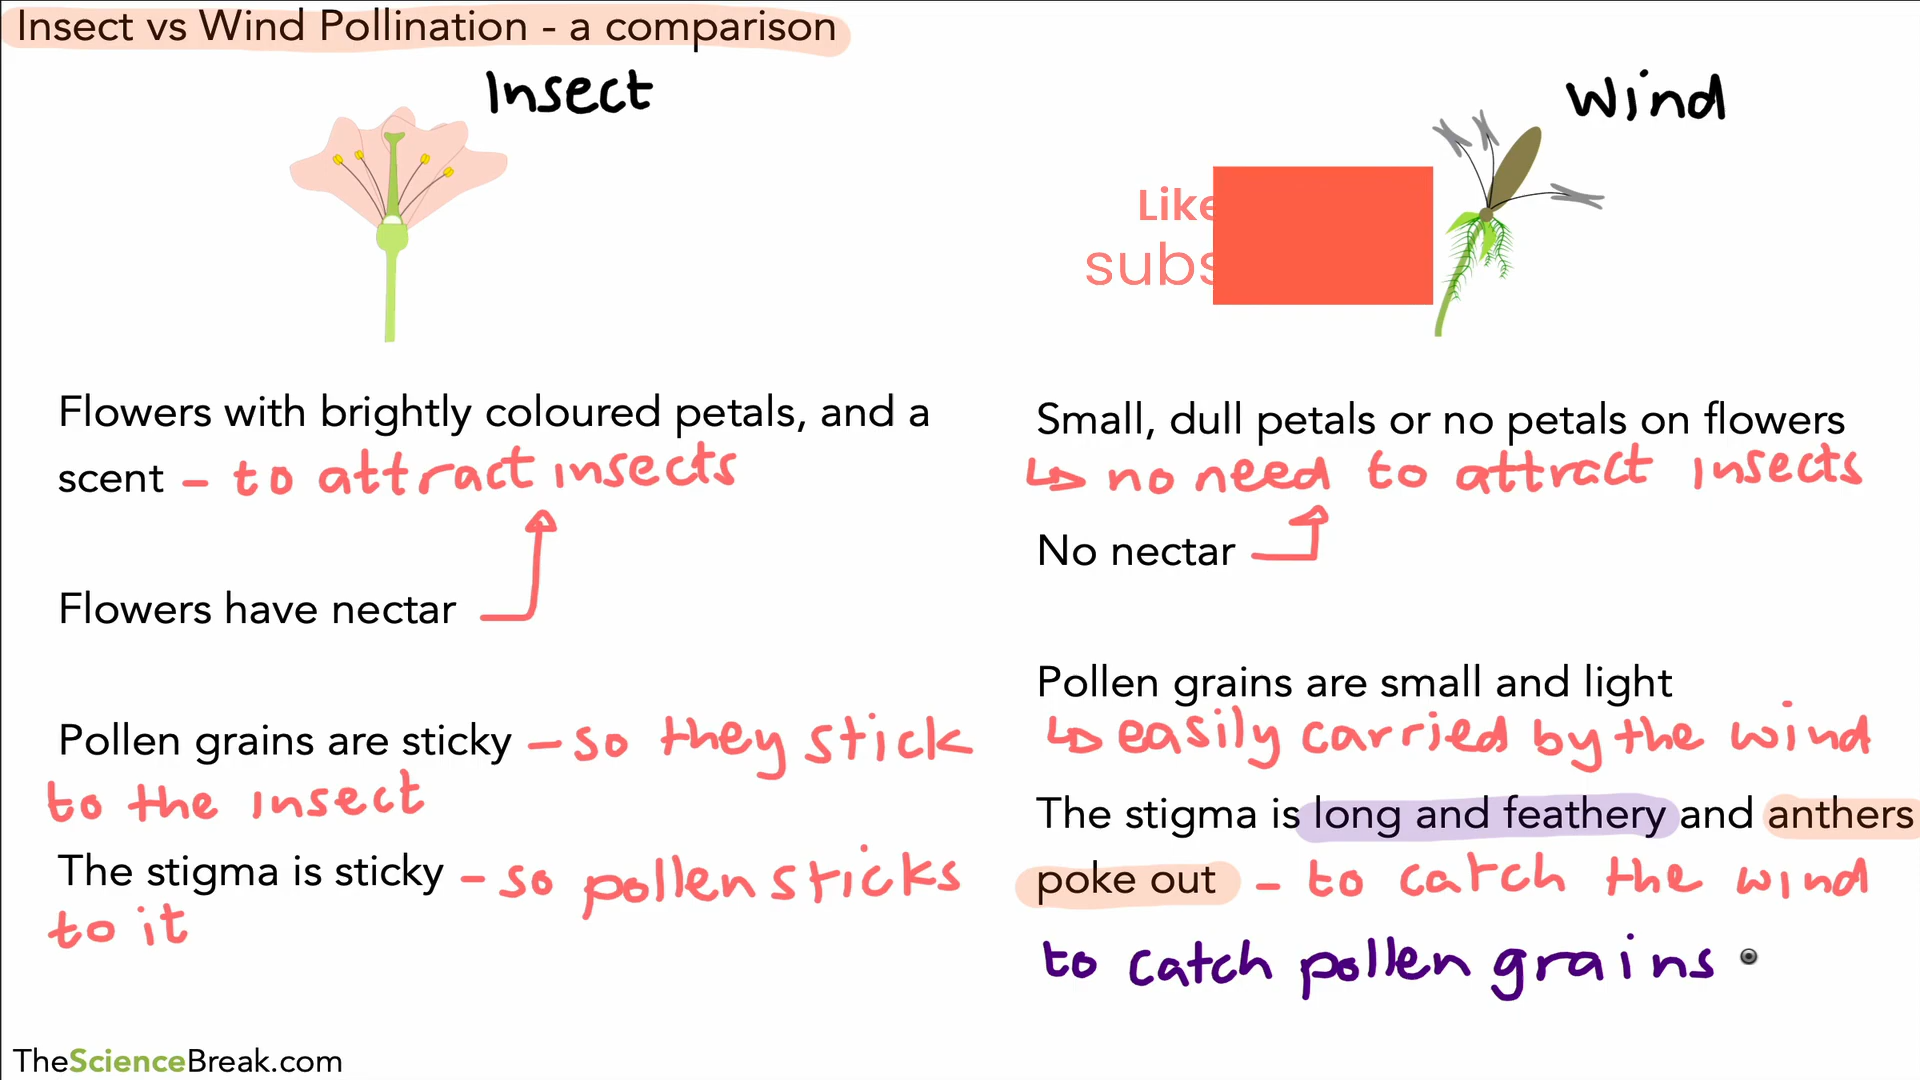 Insect vs Wind Pollination - a comparison
Insect
Flowers with brightly coloured petals, and a
scent - to attract insects
Flowers have nectar
Pollen grains are sticky - so they stick
to the insect
The stigma is sticky - so pollen sticks
to it
Wind
Like
subs
Small, dull petals or no petals on flowers
↳ no need to attract insects
No nectar
Pollen grains are small and light
↳ easily carried by the wind
The stigma is long and feathery and anthers
poke out - to catch the wind
to catch pollen grains
TheScienceBreak.com